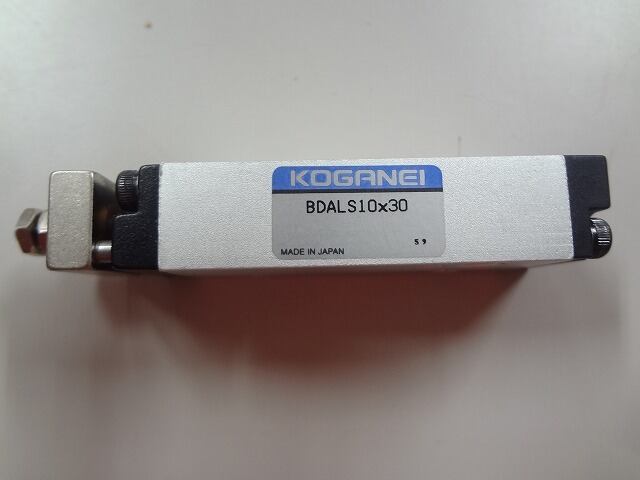 KOGANEI
BDALS10x30
59
MADE IN JAPAN